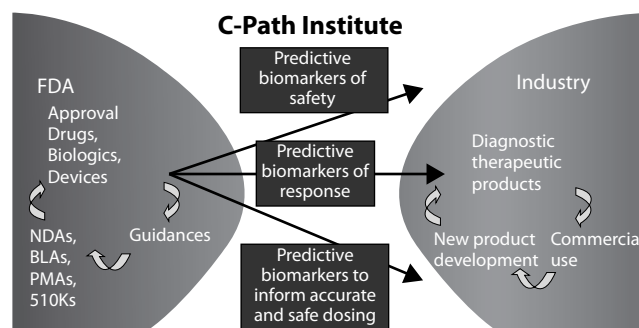 C-Path Institute
FDA
Approval
Drugs,
Biologics,
Devices
NDAs,
BLAs,
PMAs,
510Ks
Guidances
Predictive
biomarkers of
safety
Predictive
biomarkers of
response
Predictive
biomarkers to
inform accurate
and safe dosing
Industry
Diagnostic
therapeutic
products
New product
development
Commercia
use